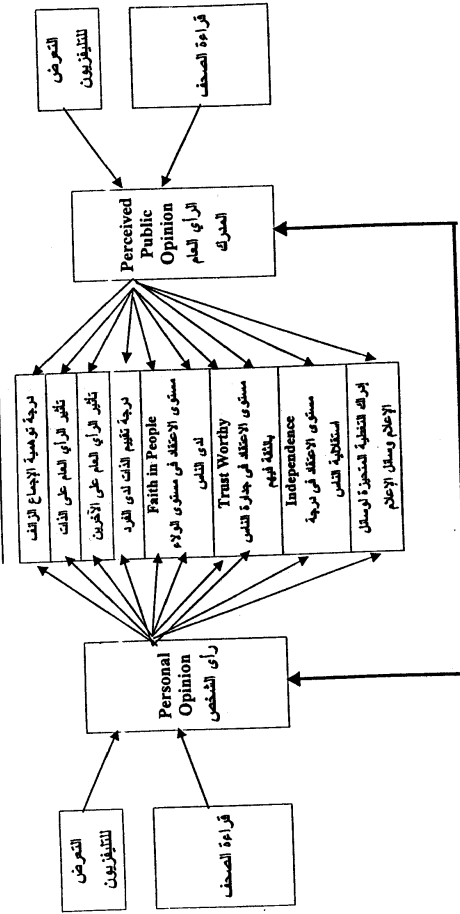 التعرض
للتليفزيون
قراءة الصحف
Perceived
Public
Opinion
الرأي العام
المدرك
درجة توهمية الإجماع الزائف
تأثير الرأي العام على الذات
تأثير الرأي العام على الآخرين
درجة تقييم الذات لدى الفرد
Faith in People
مستوى الاعتقاد في مستوى الولاء
لدى الناس
Trust Worthy
مستوى الاعتقاد في جدارة الناس
بالثقة فيهم
Independence
مستوى الاعتقاد في درجة
استقلالية الناس
إدراك التغطية المتحيزة لوسائل
الإعلام وسائل الإعلام
Personal
Opinion
رأى الشخص
التعرض
للتليفزيون
قراءة الصحف